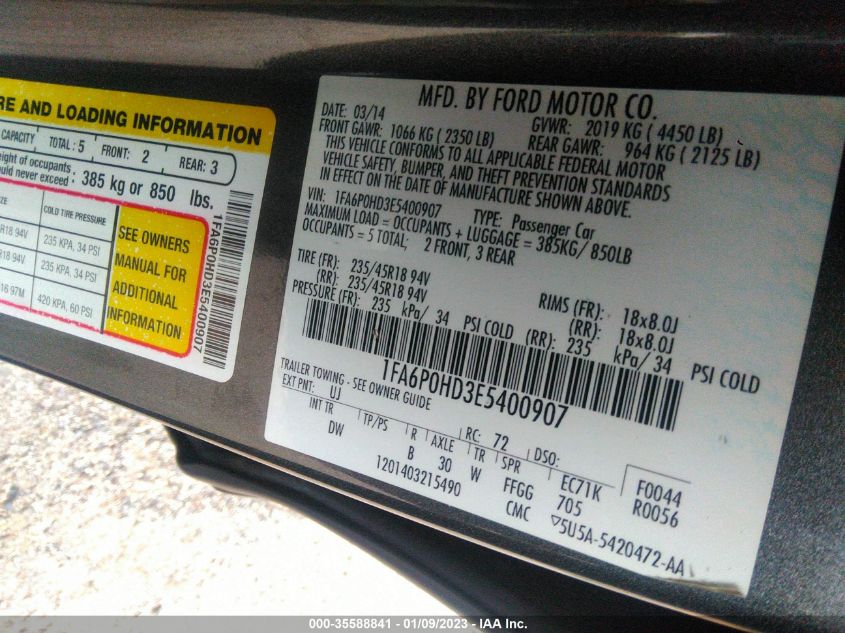 RE AND LOADING INFORMATION
CAPACITY TOTAL: 5 FRONT: 2 REAR: 3
eight of occupants
uld never exceed : 385 kg or 850 lbs.
ZE COLD TIRE PRESSURE
R18 94V 235 KPA, 34 PSI
R18 94V 235 KPA, 34 PSI
16 97M 420 KPA, 60 PSI
SEE OWNERS
MANUAL FOR
ADDITIONAL
INFORMATION
1FA6P0HD3E5400907
MFD. BY FORD MOTOR CO.
DATE: 03/14 GVWR: 2019 KG ( 4450 LB)
FRONT GAWR: 1066 KG ( 2350 LB) REAR GAWR: 964 KG ( 2125 LB)
THIS VEHICLE CONFORMS TO ALL APPLICABLE FEDERAL MOTOR
VEHICLE SAFETY, BUMPER, AND THEFT PREVENTION STANDARDS
IN EFFECT ON THE DATE OF MANUFACTURE SHOWN ABOVE.
VIN: 1FA6P0HD3E5400907 TYPE: Passenger Car
MAXIMUM LOAD = OCCUPANTS + LUGGAGE = 385KG/ 850LB
OCCUPANTS = 5 TOTAL; 2 FRONT, 3 REAR
TIRE (FR): 235/45R18 94V RIMS (FR): 18x8.0J
(RR): 235/45R18 94V (RR): 18x8.0J
PRESSURE (FR): 235 kPa/ 34 PSI COLD (RR): 235 kPa/ 34 PSI COLD
1FA6P0HD3E5400907
TRAILER TOWING - SEE OWNER GUIDE
EXT PNT: UJ RC: 72 DSO:
INT TR TP/PS R AXLE TR SPR EC71K F0044
DW B 30 W FFGG 705 R0056
1201403215490 CMC ▽5U5A-5420472-AA
000-35588841 - 01/09/2023 - IAA Inc.